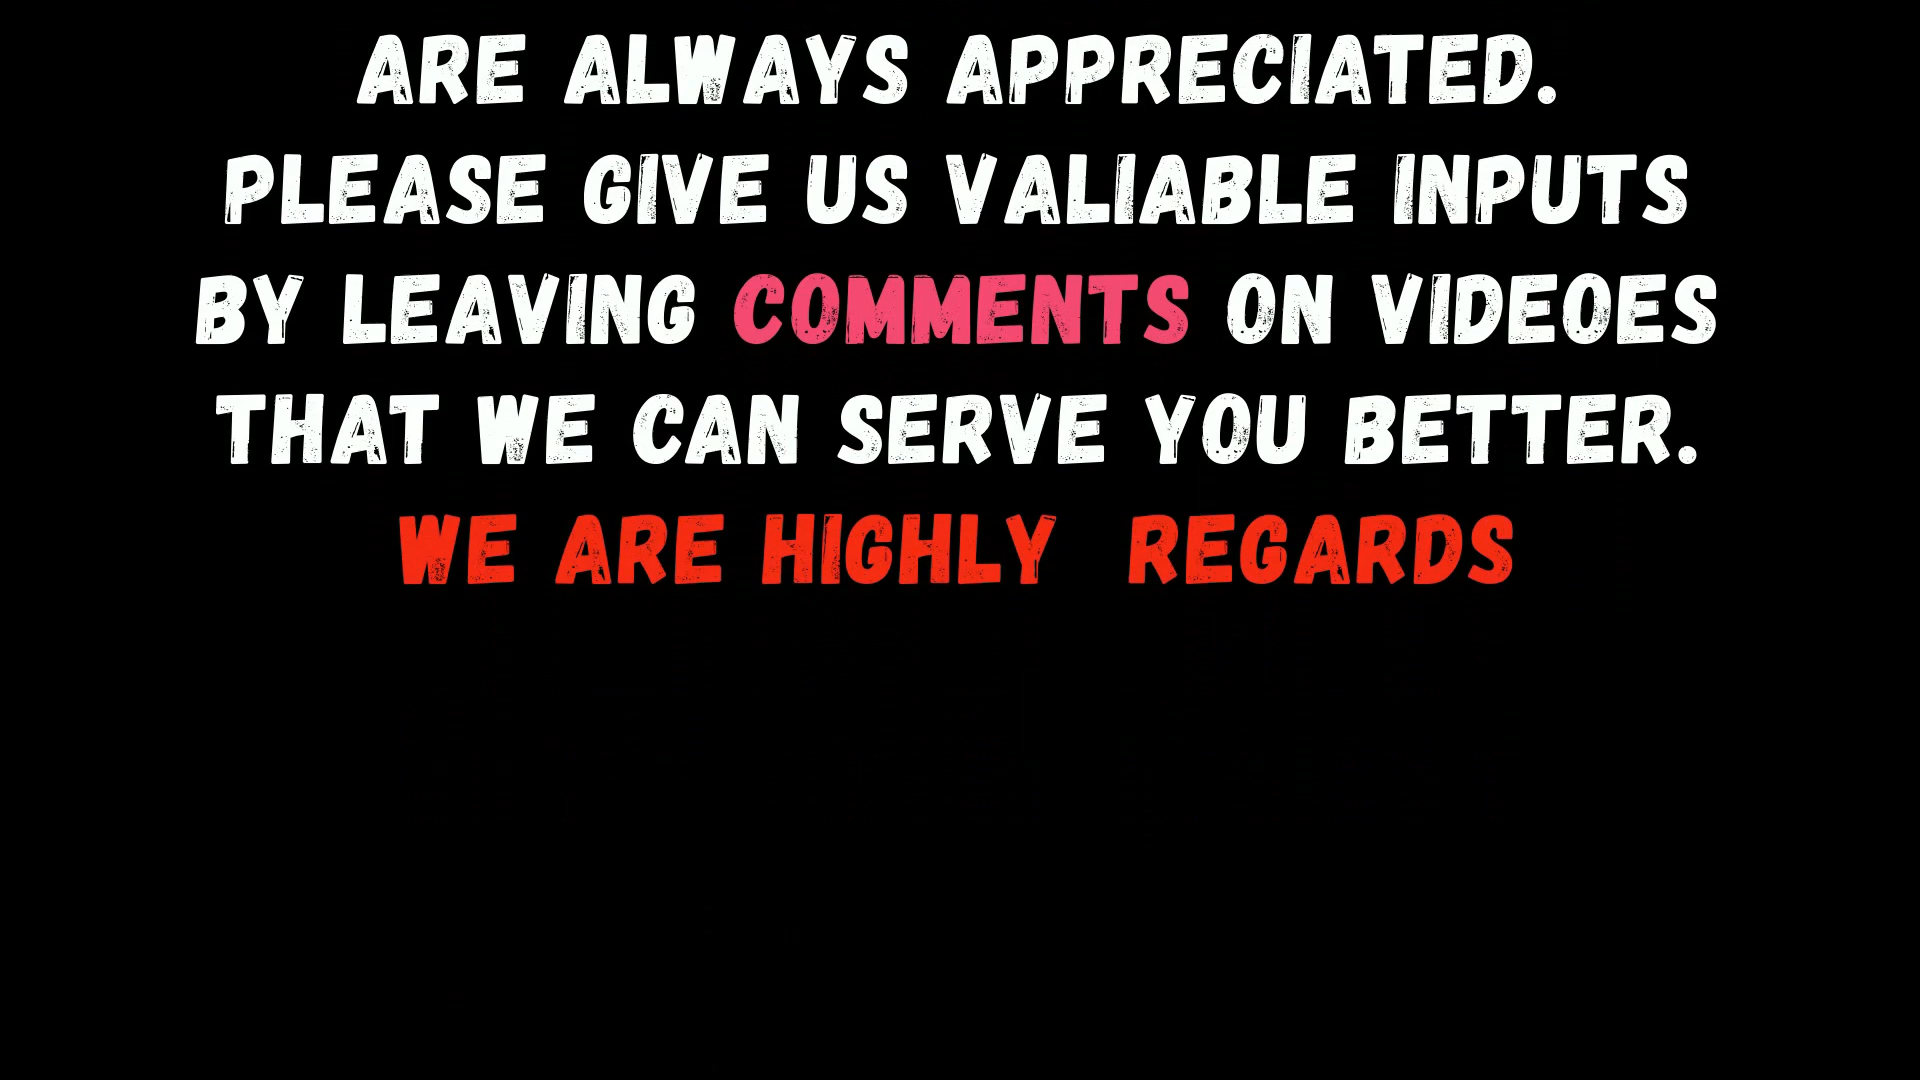 ARE ALWAYS APPRECIATED.
PLEASE GIVE US VALIABLE INPUTS
BY LEAVING COMMENTS ON VIDEOES
THAT WE CAN SERVE YOU BETTER.
WE ARE HIGHLY REGARDS